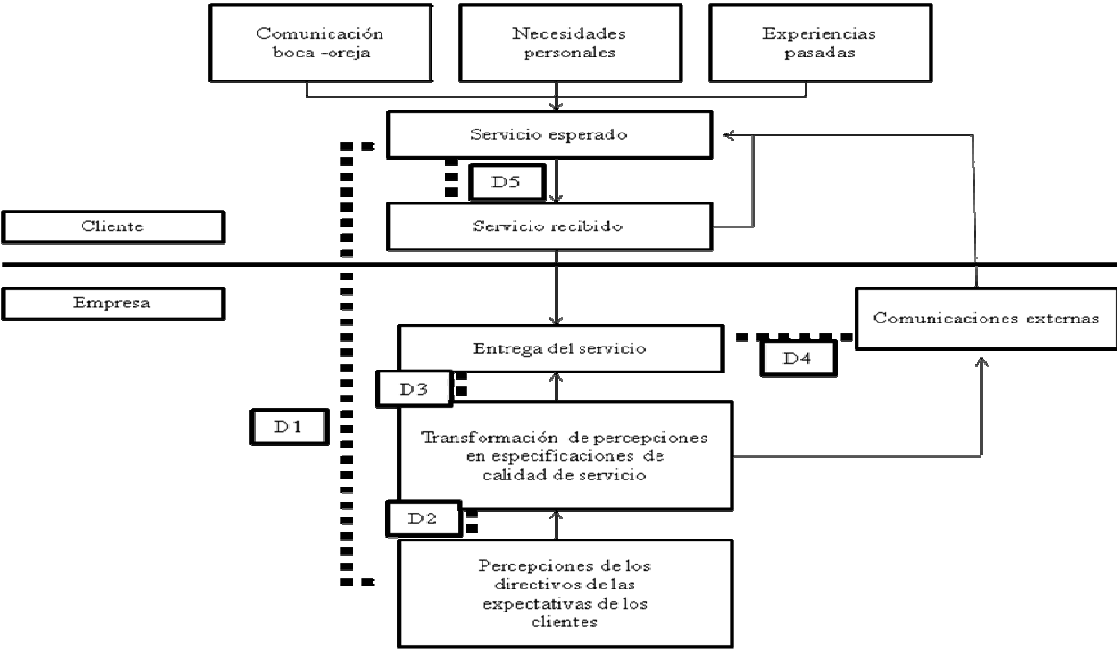 Comunicación
boca -oreja
Necesidades
personales
Experiencias
pasadas
Servicio esperado
D5
Cliente
Servicio recibido
Empresa
Comunicaciones externas
Entrega del servicio
D4
D3
D1
Transformación de percepciones
en especificaciones de
calidad de servicio
D2
Percepciones de los
directivos de las
expectativas de los
clientes